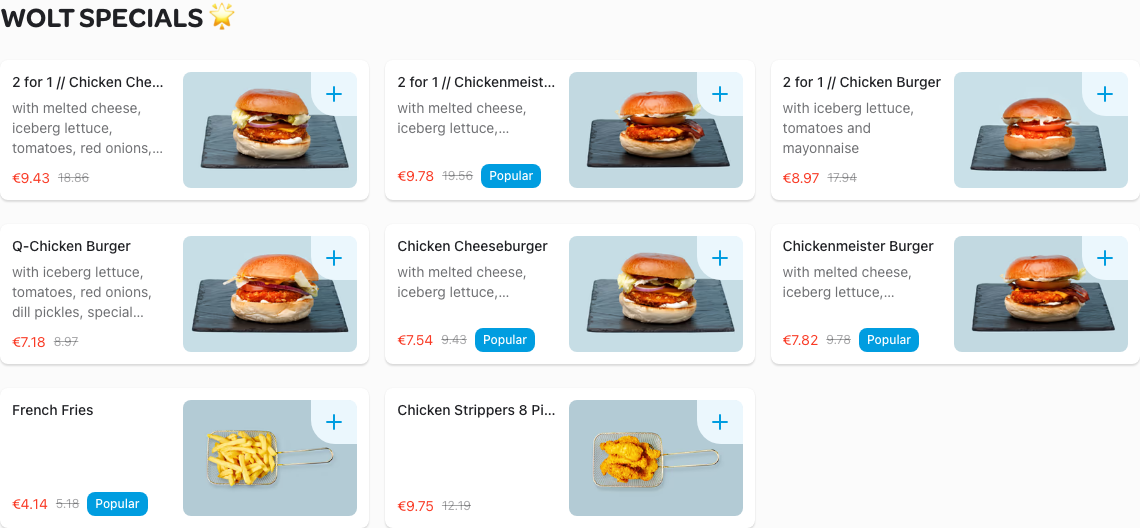 WOLT SPECIALS 🌟
2 for 1 // Chicken Che...
with melted cheese,
iceberg lettuce,
tomatoes, red onions,...
€9.43 18.86
2 for 1 // Chickenmeist...
with melted cheese,
iceberg lettuce,...
€9.78 19.56 Popular
2 for 1 // Chicken Burger
with iceberg lettuce,
tomatoes and
mayonnaise
€8.97 17.94
Q-Chicken Burger
with iceberg lettuce,
tomatoes, red onions,
dill pickles, special...
€7.18 8.97
Chicken Cheeseburger
with melted cheese,
iceberg lettuce,...
€7.54 9.43 Popular
Chickenmeister Burger
with melted cheese,
iceberg lettuce,...
€7.82 9.78 Popular
French Fries
€4.14 5.18 Popular
Chicken Strippers 8 Pi...
€9.75 12.19